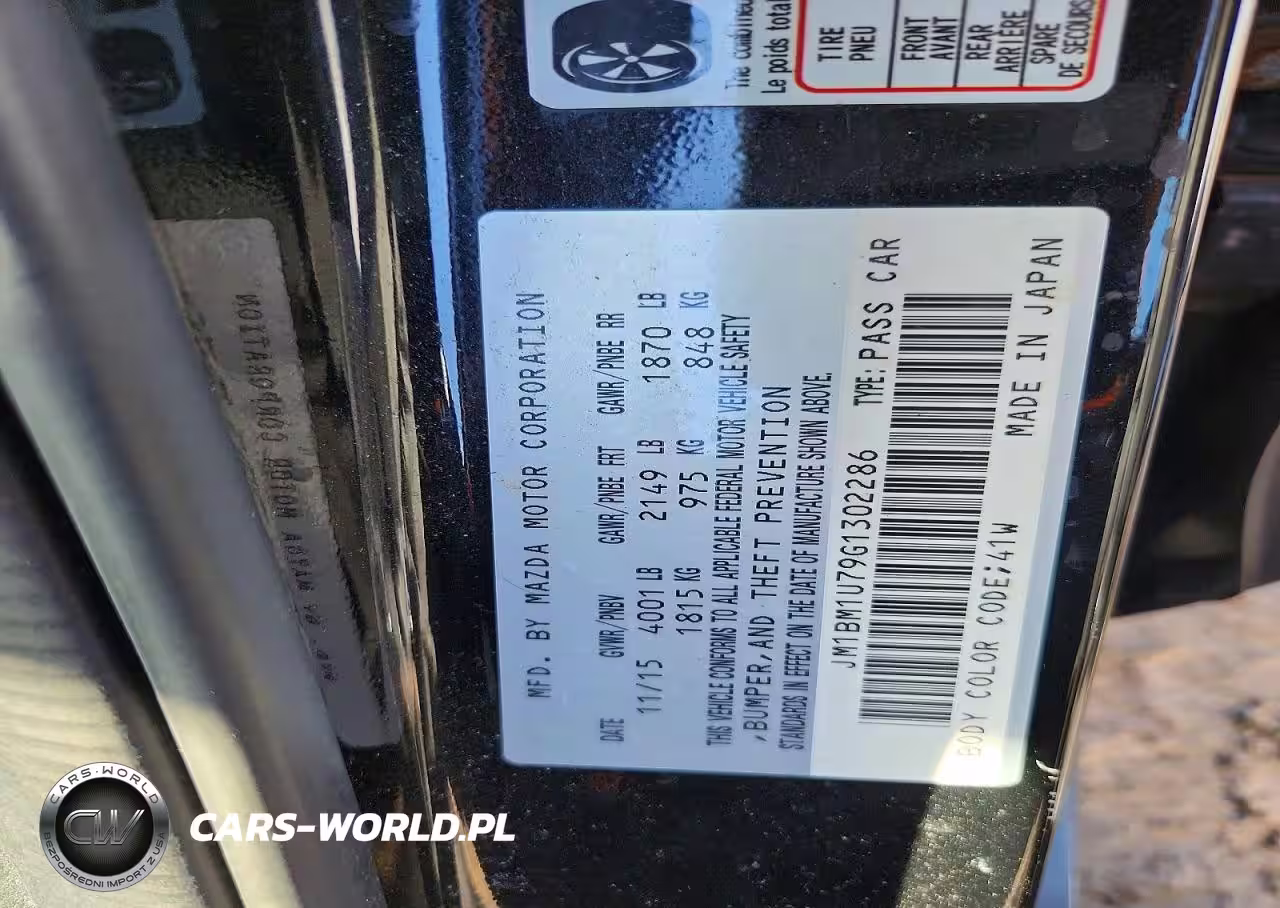 The combined
Le poids total
TIRE
PNEU
FRONT
AVANT
REAR
ARRIÈRE
SPARE
DE SECOURS
MFD. BY MAZDA MOTOR CORPORATION
DATE GVWR/PNBV GAWR/PNBE FRT GAWR/PNBE RR
11/15 4001 LB 2149 LB 1870 LB
1815 KG 975 KG 848 KG
THIS VEHICLE CONFORMS TO ALL APPLICABLE FEDERAL MOTOR VEHICLE SAFETY
,BUMPER,AND THEFT PREVENTION
STANDARDS IN EFFECT ON THE DATE OF MANUFACTURE SHOWN ABOVE.
JM1BM1U79G1302286 TYPE:PASS CAR
MADE IN JAPAN
BODY COLOR CODE;41W
CARS-WORLD
CW
BEZPOŚREDNI IMPORT Z USA
CARS-WORLD.PL